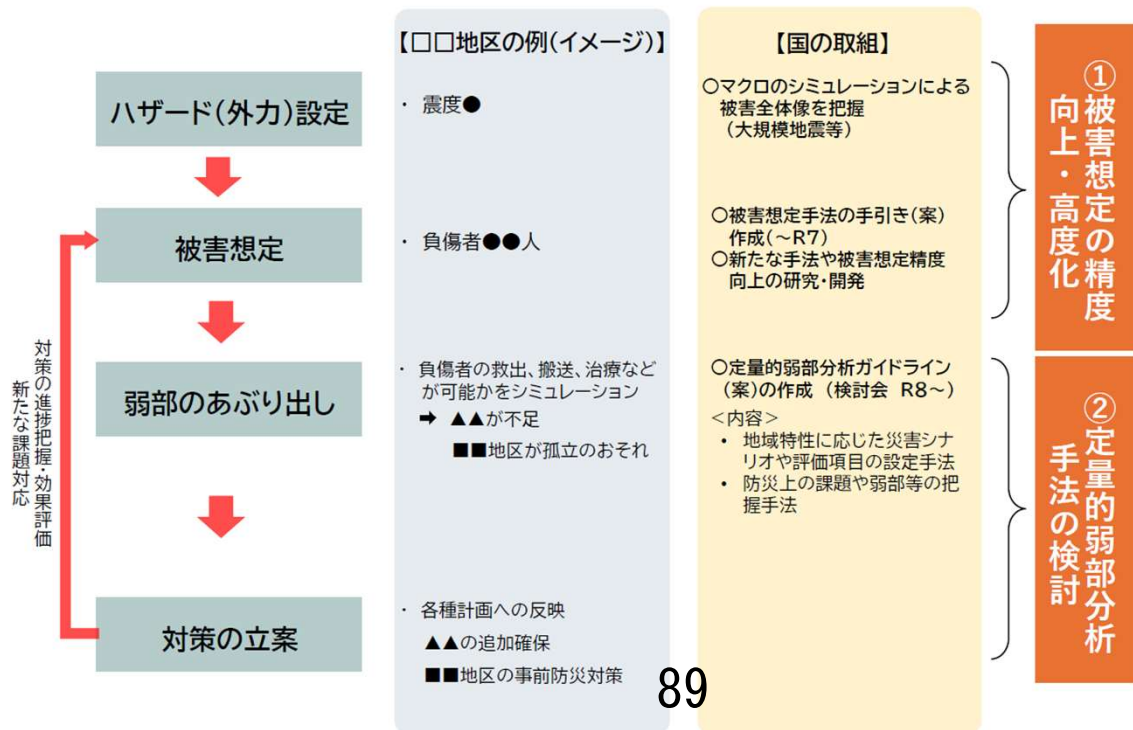 【□□地区の例(イメージ)】
【国の取組】
ハザード(外力)設定
・ 震度●
○マクロのシミュレーションによる
被害全体像を把握
(大規模地震等)
被害想定
・ 負傷者●●人
○被害想定手法の手引き(案)
作成(~R7)
○新たな手法や被害想定精度
向上の研究・開発
弱部のあぶり出し
・ 負傷者の救出、搬送、治療など
が可能かをシミュレーション
➡ ▲▲が不足
■■地区が孤立のおそれ
○定量的弱部分析ガイドライン
(案)の作成 (検討会 R8~)
<内容>
・ 地域特性に応じた災害シナ
リオや評価項目の設定手法
・ 防災上の課題や弱部等の把
握手法
対策の立案
・ 各種計画への反映
▲▲の追加確保
■■地区の事前防災対策
対策の進捗把握・効果評価
新たな課題対応
①被害想定の精度
向上・高度化
②定量的弱部分析
手法の検討
89